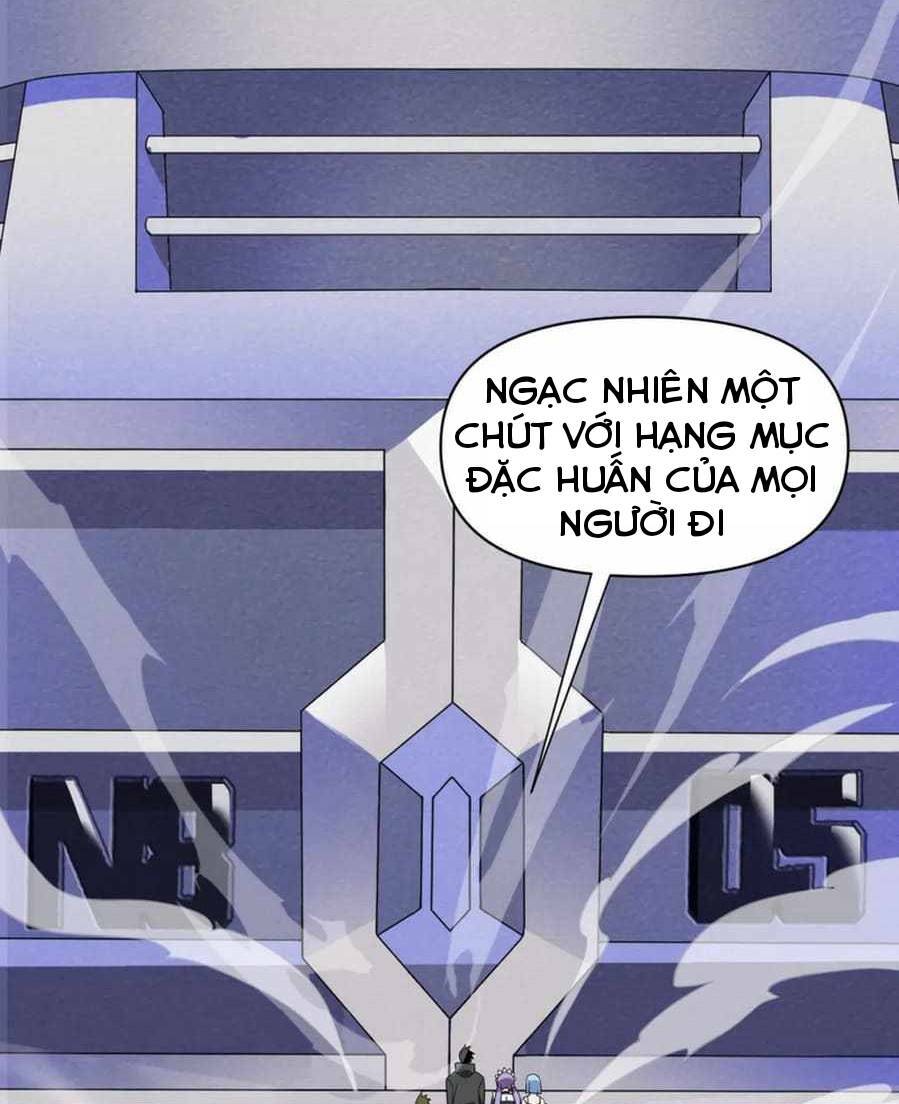 NGẠC NHIÊN MỘT
CHÚT VỚI HẠNG MỤC
ĐẶC HUẤN CỦA MỌI
NGƯỜI ĐI
05